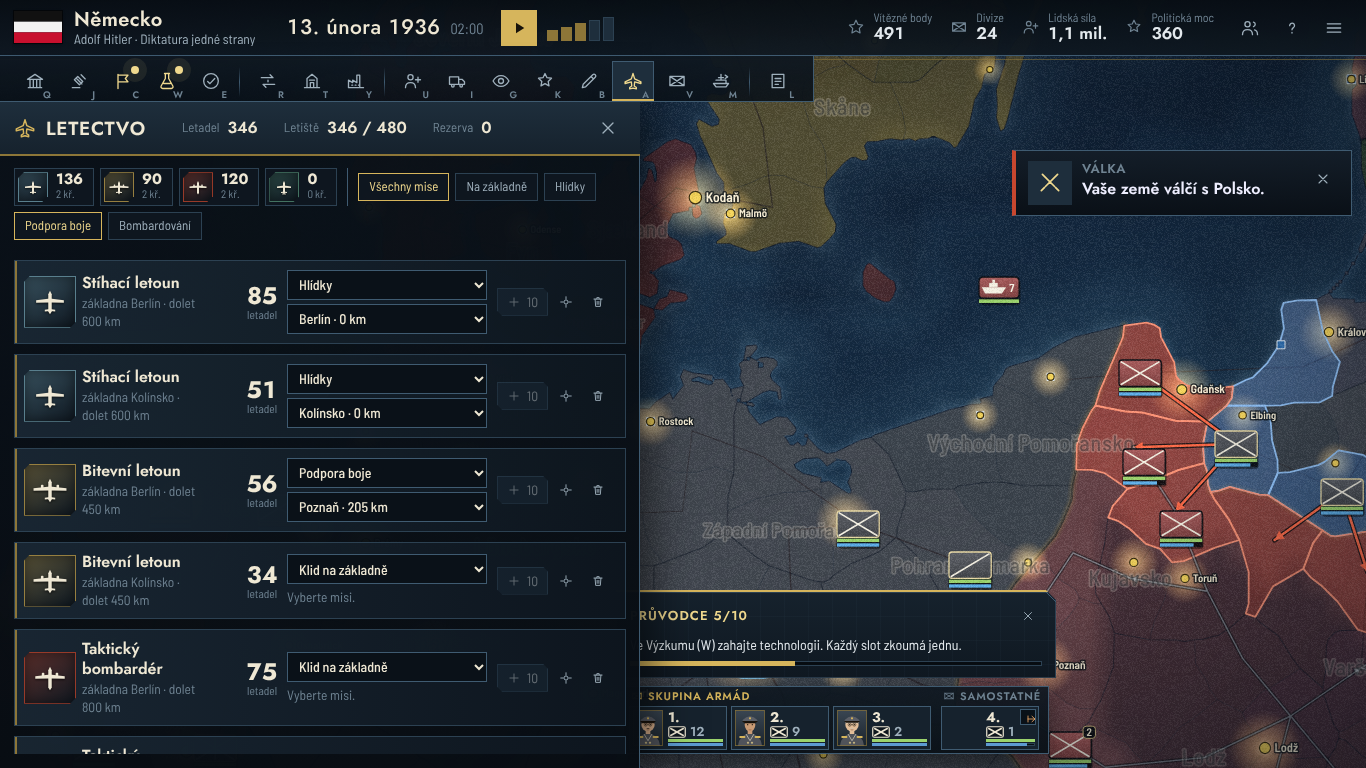 Německo
Adolf Hitler · Diktatura jedné strany
13. února 1936 02:00
Vítězné body
491
Divize
24
Lidská síla
1,1 mil.
Politická moc
360
?
Q J C W E R T Y U I G K B A V M L
LETECTVO
Letadel 346
Letiště 346 / 480
Rezerva 0
136
2 kř.
90
2 kř.
120
2 kř.
0
0 kř.
Všechny mise
Na základně
Hlídky
Podpora boje
Bombardování
Stíhací letoun
základna Berlín · dolet
600 km
85
letadel
Hlídky
Berlín · 0 km
+ 10
Stíhací letoun
základna Kolínsko ·
dolet 600 km
51
letadel
Hlídky
Kolínsko · 0 km
+ 10
Bitevní letoun
základna Berlín · dolet
450 km
56
letadel
Podpora boje
Poznaň · 205 km
+ 10
Bitevní letoun
základna Kolínsko ·
dolet 450 km
34
letadel
Klid na základně
Vyberte misi.
+ 10
Taktický
bombardér
základna Berlín · dolet
800 km
75
letadel
Klid na základně
Vyberte misi.
+ 10
VÁLKA
Vaše země válčí s Polsko.
Skåne
Kodaň
Malmö
7
Gdaňsk
Elbing
Rostock
Východní Pomořansko
Kujavsko
Toruň
Poznaň
Lodž
Lodž
2
RŮVODCE 5/10
Výzkumu (W) zahajte technologii. Každý slot zkoumá jednu.
SKUPINA ARMÁD
SAMOSTATNÉ
1.
12
2.
9
3.
2
4.
1